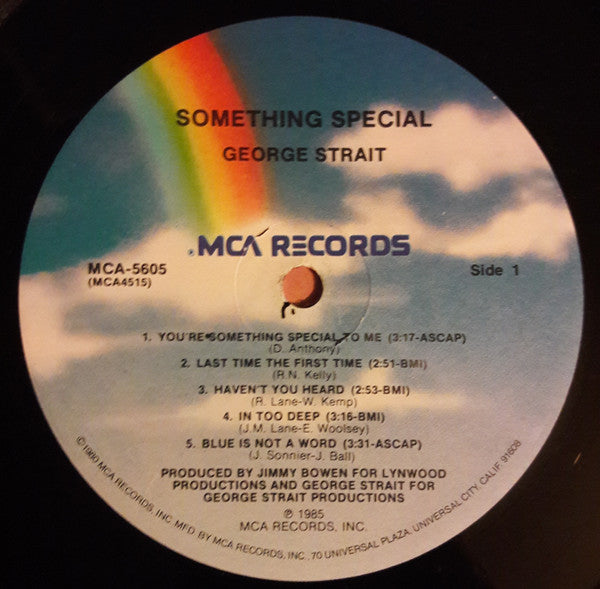 SOMETHING SPECIAL
GEORGE STRAIT
MCA RECORDS
MCA-5605
(MCA4515)
Side 1
1. YOU'RE SOMETHING SPECIAL TO ME (3:17-ASCAP)
(D. Anthony)
2. LAST TIME THE FIRST TIME (2:51-BMI)
(R.N. Kelly)
3. HAVEN'T YOU HEARD (2:53-BMI)
(R. Lane-W. Kemp)
4. IN TOO DEEP (3:16-BMI)
(J.M. Lane-E. Woolsey)
5. BLUE IS NOT A WORD (3:31-ASCAP)
(J. Sonnier-J. Ball)
PRODUCED BY JIMMY BOWEN FOR LYNWOOD
PRODUCTIONS AND GEORGE STRAIT FOR
GEORGE STRAIT PRODUCTIONS
℗ 1985
MCA RECORDS, INC.
© 1980 MCA RECORDS, INC. MFD. BY MCA RECORDS, INC., 70 UNIVERSAL PLAZA, UNIVERSAL CITY, CALIF. 91608